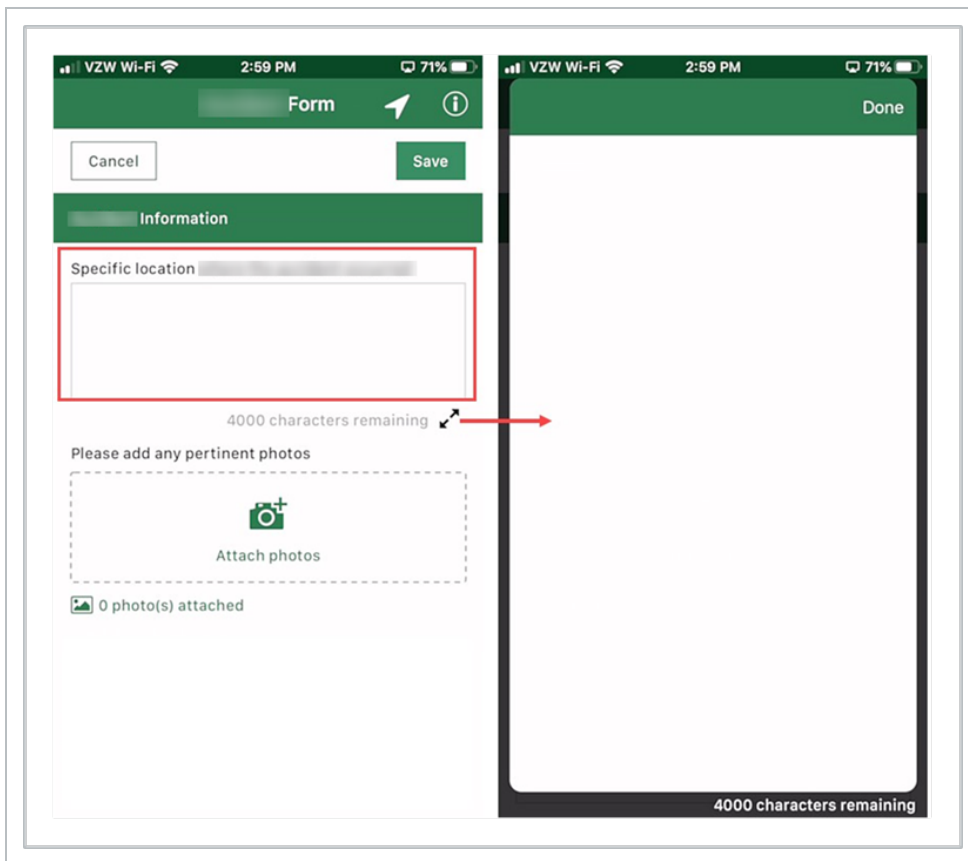 VZW Wi-Fi 2:59 PM 71%
Form
Cancel Save
Information
Specific location
4000 characters remaining
Please add any pertinent photos
Attach photos
0 photo(s) attached
VZW Wi-Fi 2:59 PM 71%
Done
4000 characters remaining